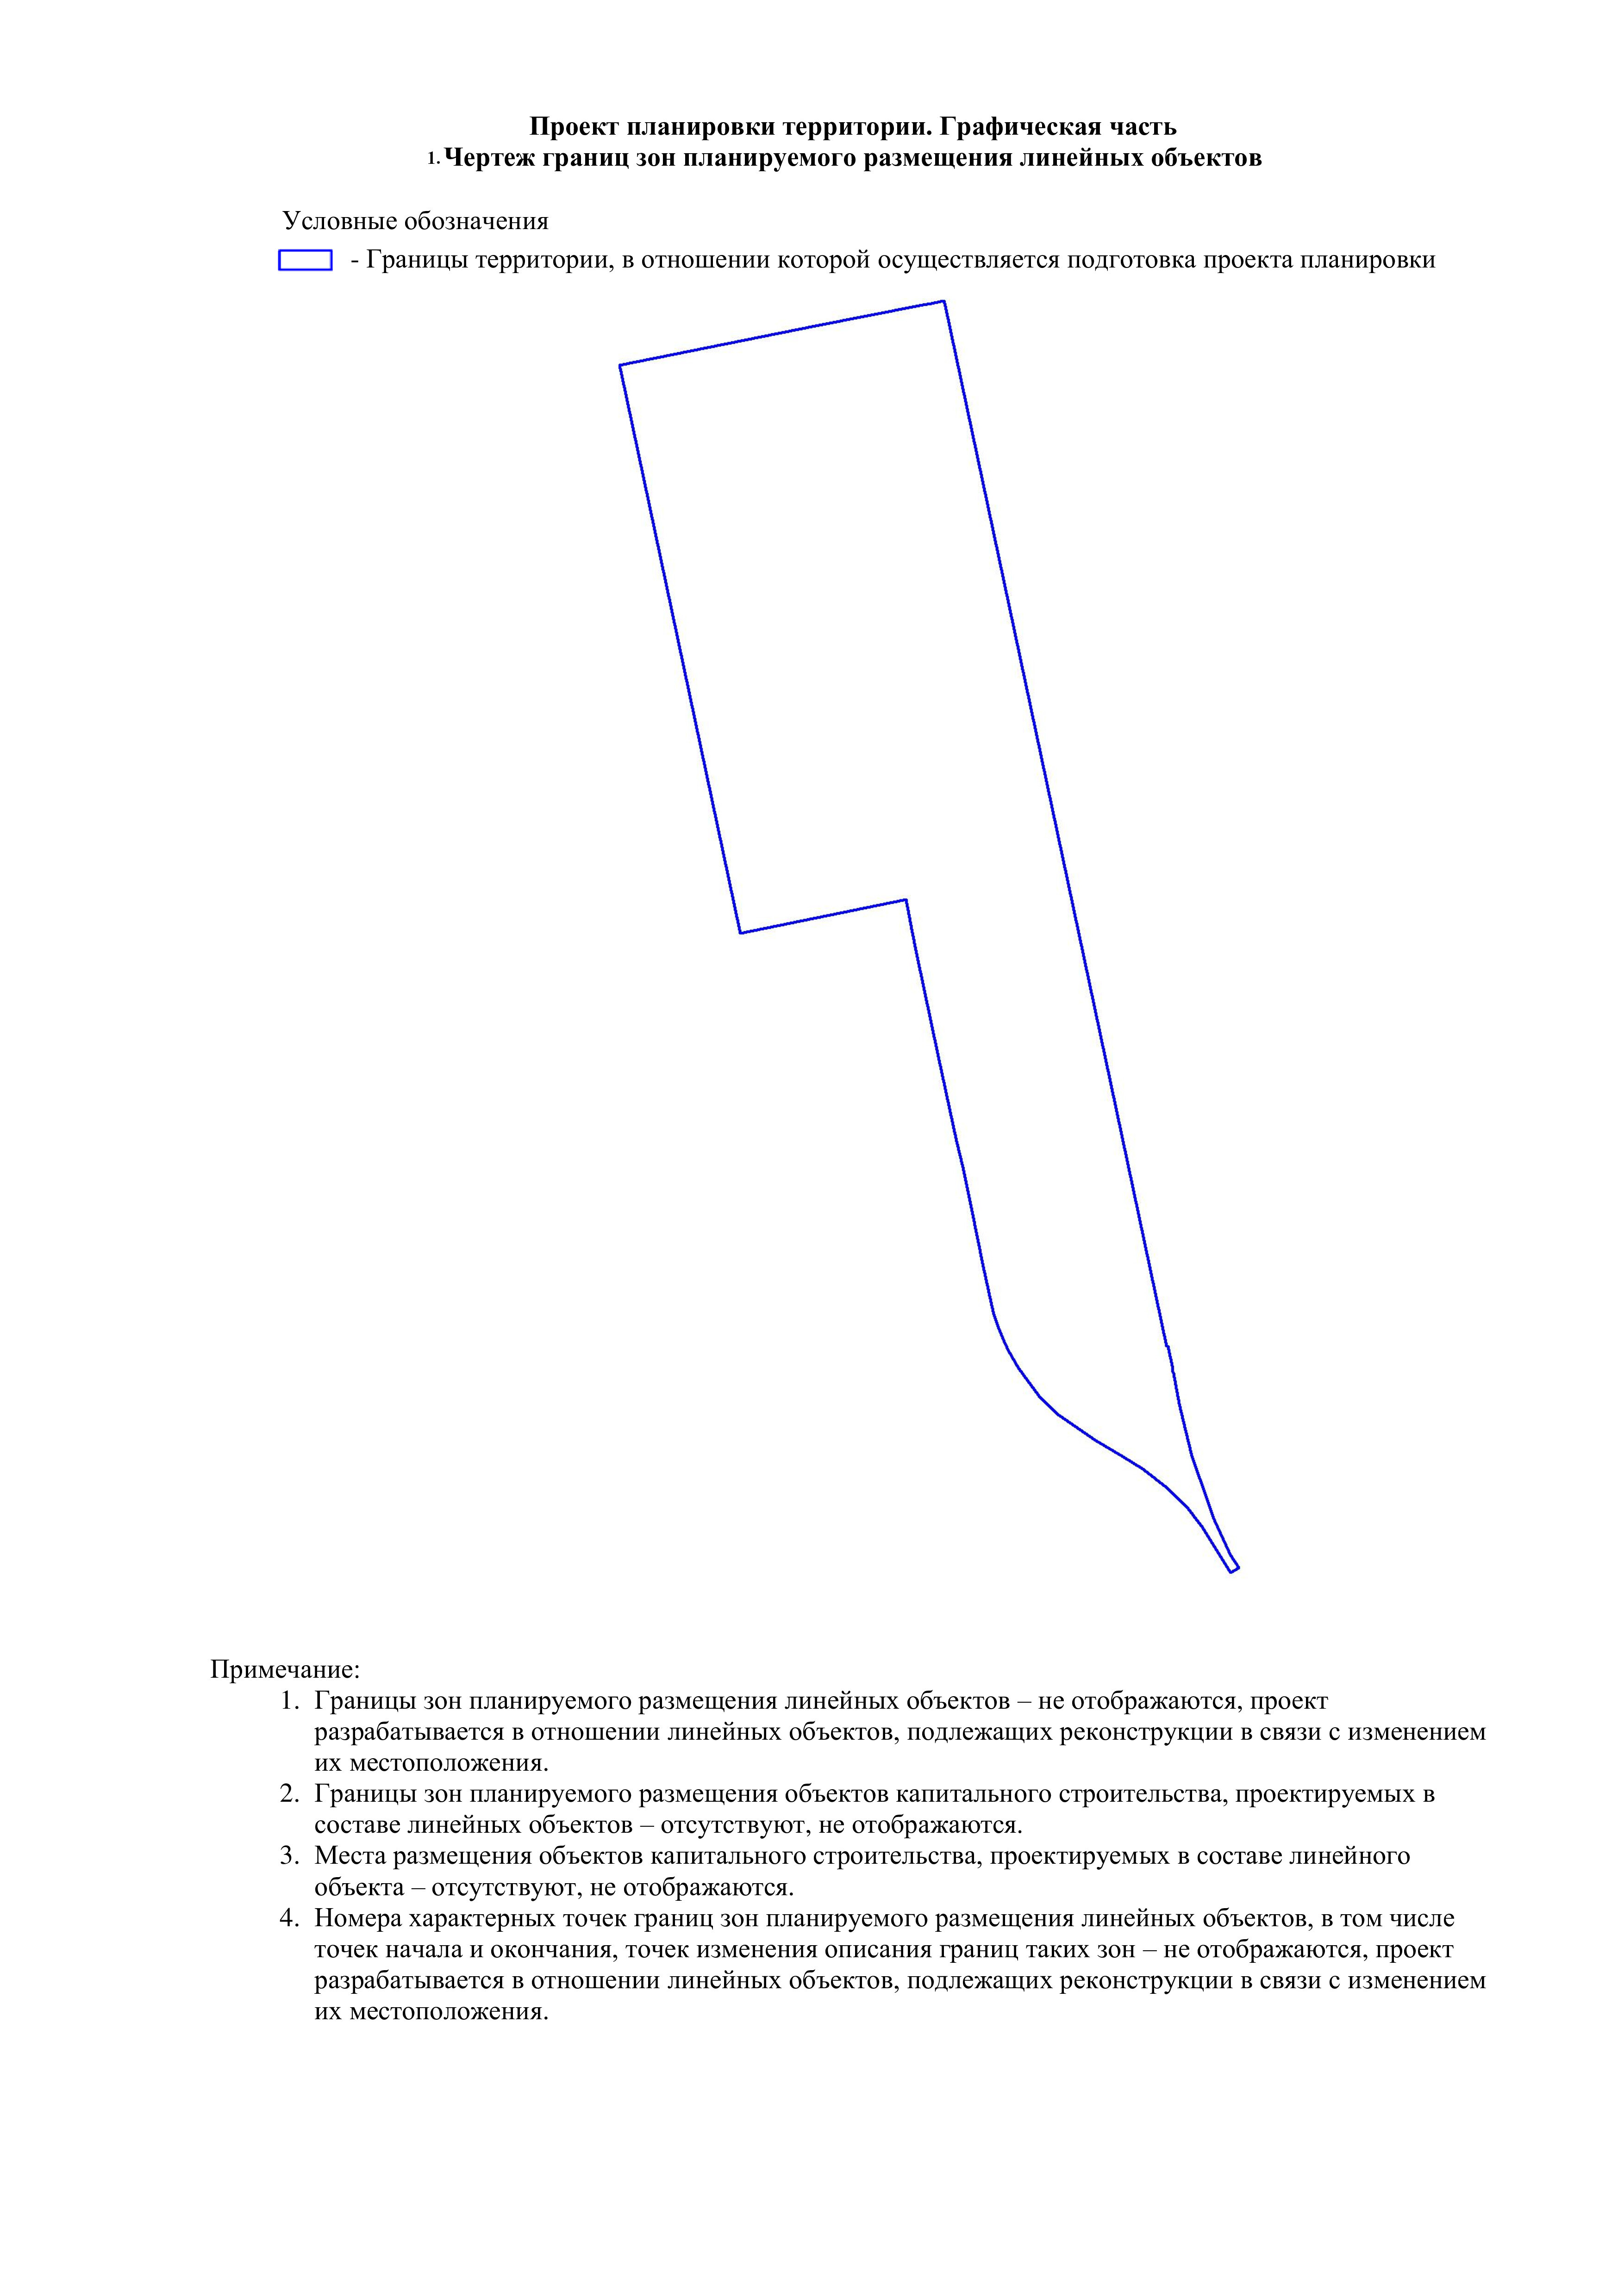 Проект планировки территории. Графическая часть
1. Чертеж границ зон планируемого размещения линейных объектов
Условные обозначения
- Границы территории, в отношении которой осуществляется подготовка проекта планировки
Примечание:
1. Границы зон планируемого размещения линейных объектов – не отображаются, проект
разрабатывается в отношении линейных объектов, подлежащих реконструкции в связи с изменением
их местоположения.
2. Границы зон планируемого размещения объектов капитального строительства, проектируемых в
составе линейных объектов – отсутствуют, не отображаются.
3. Места размещения объектов капитального строительства, проектируемых в составе линейного
объекта – отсутствуют, не отображаются.
4. Номера характерных точек границ зон планируемого размещения линейных объектов, в том числе
точек начала и окончания, точек изменения описания границ таких зон – не отображаются, проект
разрабатывается в отношении линейных объектов, подлежащих реконструкции в связи с изменением
их местоположения.